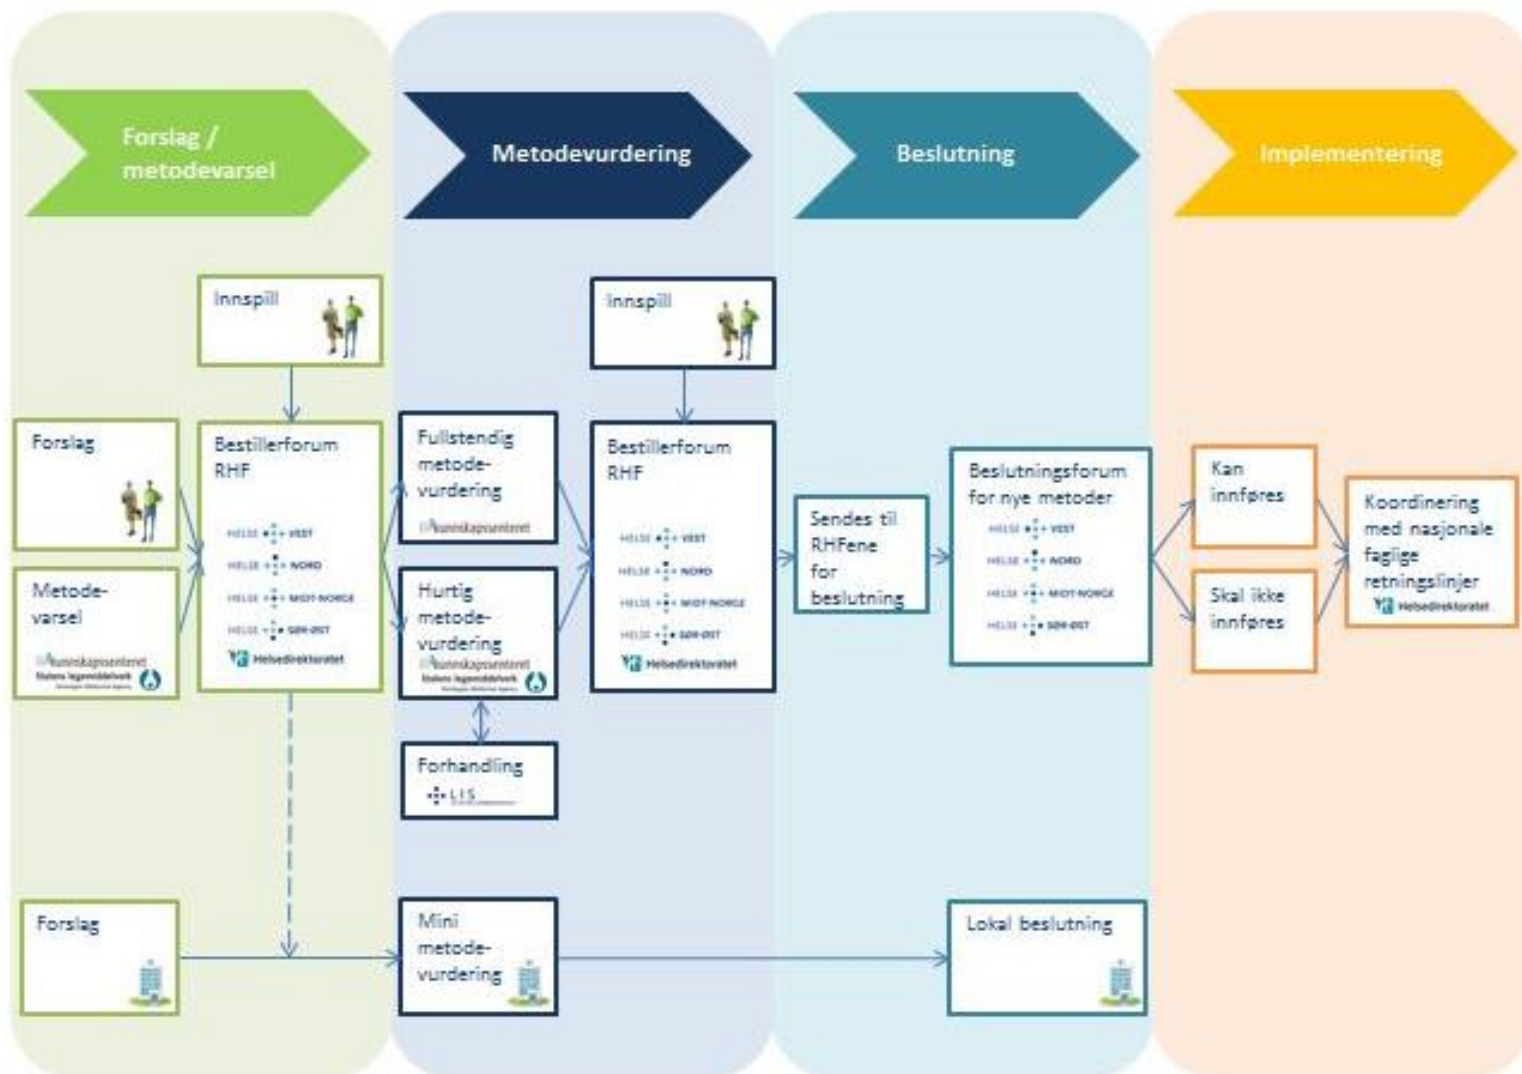 Forslag /
metodevarsel
Metodevurdering
Beslutning
Implementering
Innspill
Innspill
Forslag
Metode-
varsel
kunnskapssenteret
Statens legemiddelverk
Bestillerforum
RHF
HELSE VEST
HELSE NORD
HELSE MIDT-NORGE
HELSE SØR-ØST
Helsedirektoratet
Fullstendig
metode-
vurdering
kunnskapssenteret
Hurtig
metode-
vurdering
kunnskapssenteret
Statens legemiddelverk
Forhandling
LIS
Bestillerforum
RHF
HELSE VEST
HELSE NORD
HELSE MIDT-NORGE
HELSE SØR-ØST
Helsedirektoratet
Sendes til
RHFene
for
beslutning
Beslutningsforum
for nye metoder
HELSE VEST
HELSE NORD
HELSE MIDT-NORGE
HELSE SØR-ØST
Kan
innføres
Skal ikke
innføres
Koordinering
med nasjonale
faglige
retningslinjer
Helsedirektoratet
Forslag
Mini
metode-
vurdering
Lokal beslutning